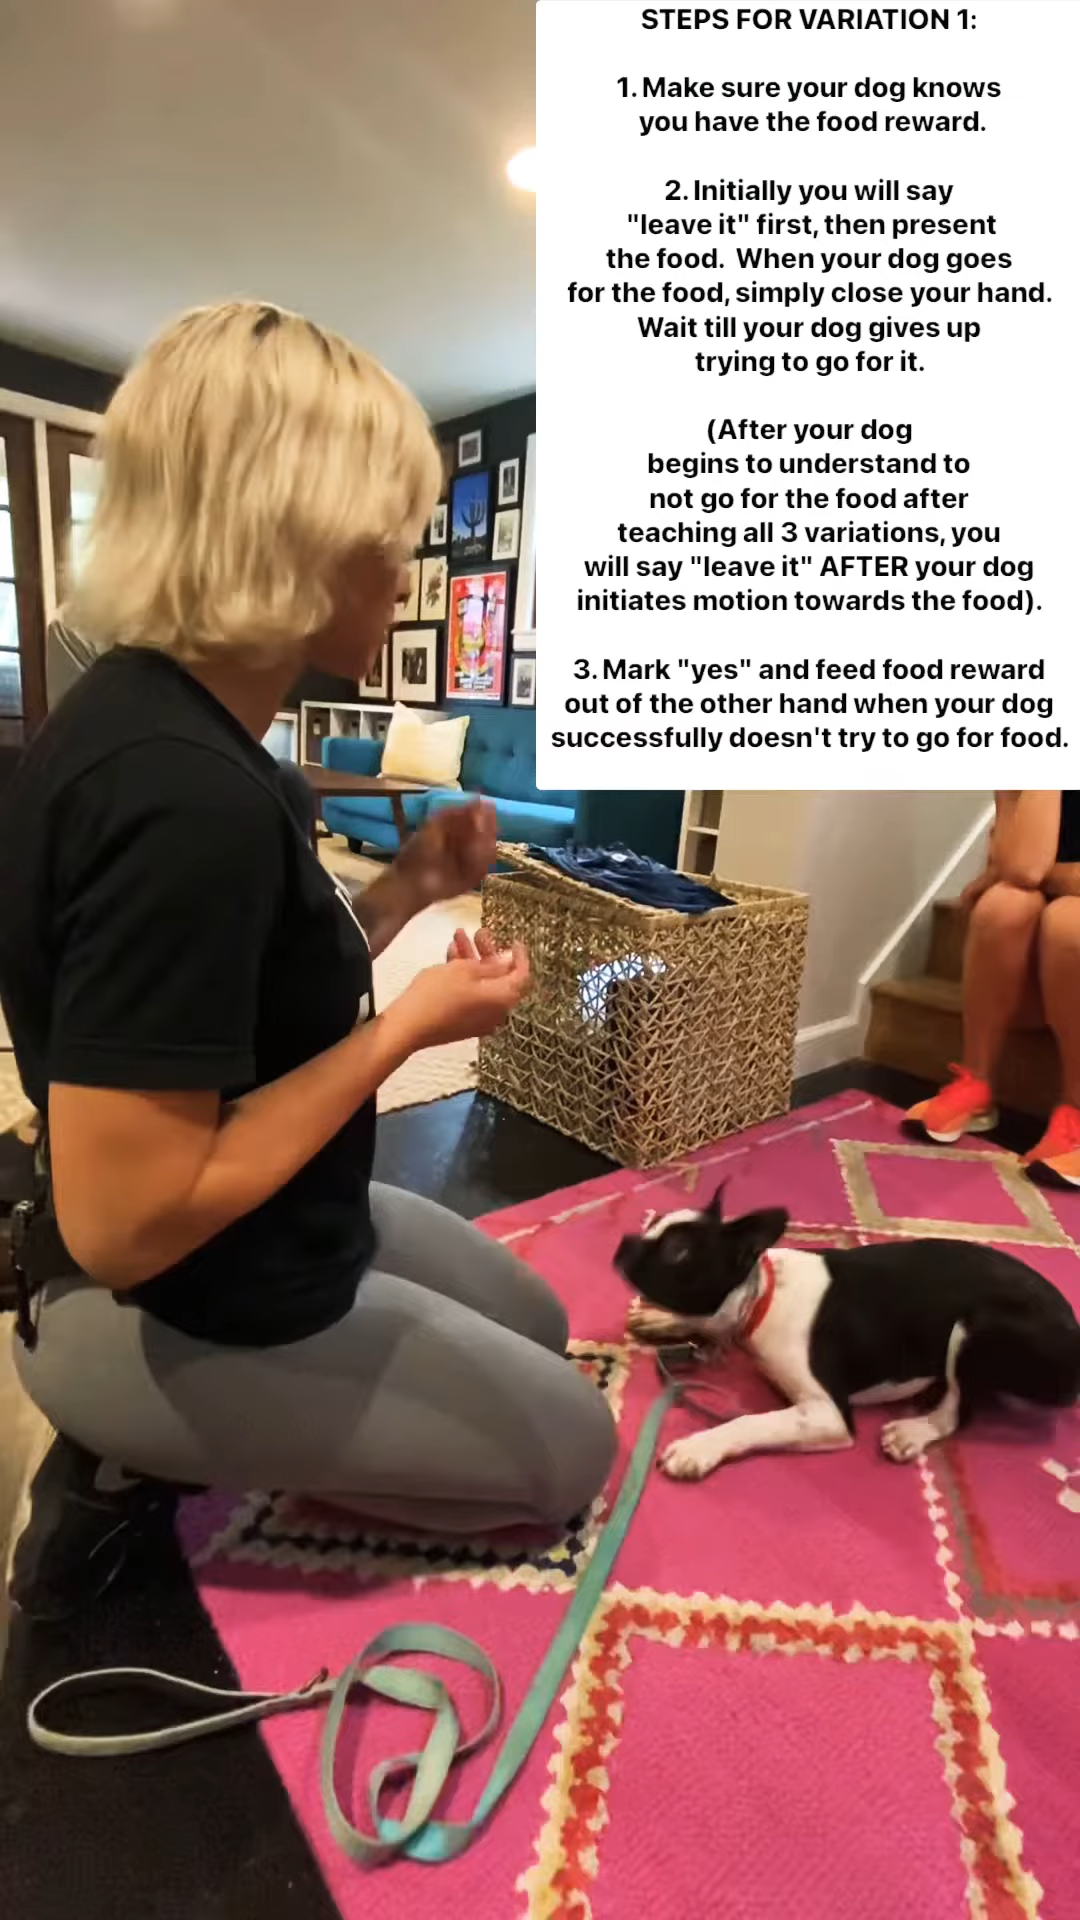 STEPS FOR VARIATION 1:
1. Make sure your dog knows
you have the food reward.
2. Initially you will say
"leave it" first, then present
the food. When your dog goes
for the food, simply close your hand.
Wait till your dog gives up
trying to go for it.
(After your dog
begins to understand to
not go for the food after
teaching all 3 variations, you
will say "leave it" AFTER your dog
initiates motion towards the food).
3. Mark "yes" and feed food reward
out of the other hand when your dog
successfully doesn't try to go for food.